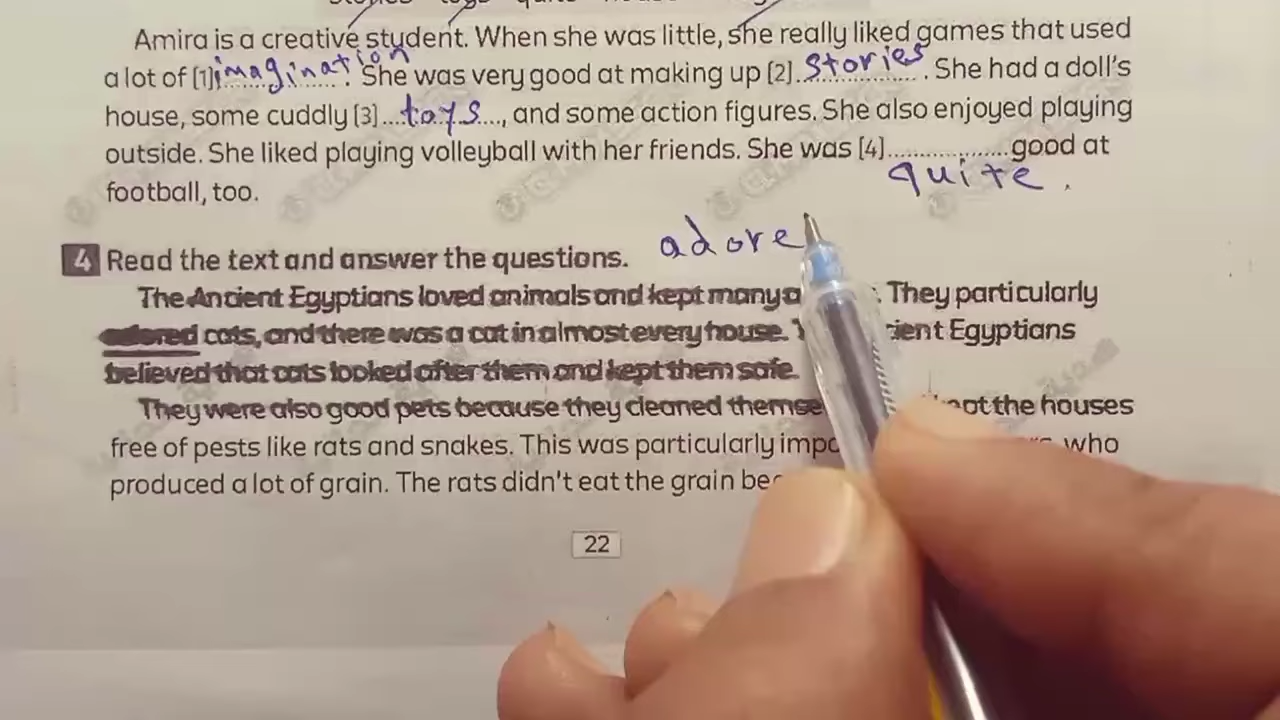 stories toys quite
Amira is a creative student. When she was little, she really liked games that used
a lot of [1] imagination. She was very good at making up [2] stories. She had a doll's
house, some cuddly [3] toys, and some action figures. She also enjoyed playing
outside. She liked playing volleyball with her friends. She was [4] ........ good at
quite.
football, too.
adore
4 Read the text and answer the questions.
The Ancient Egyptians loved animals and kept many They particularly
adored cats, and there was a cat in almost every house. Egyptians
believed that cats looked after them and kept them safe.
They were also good pets because they cleaned the houses
free of pests like rats and snakes. This was particularly who
produced a lot of grain. The rats didn't eat the grain
22